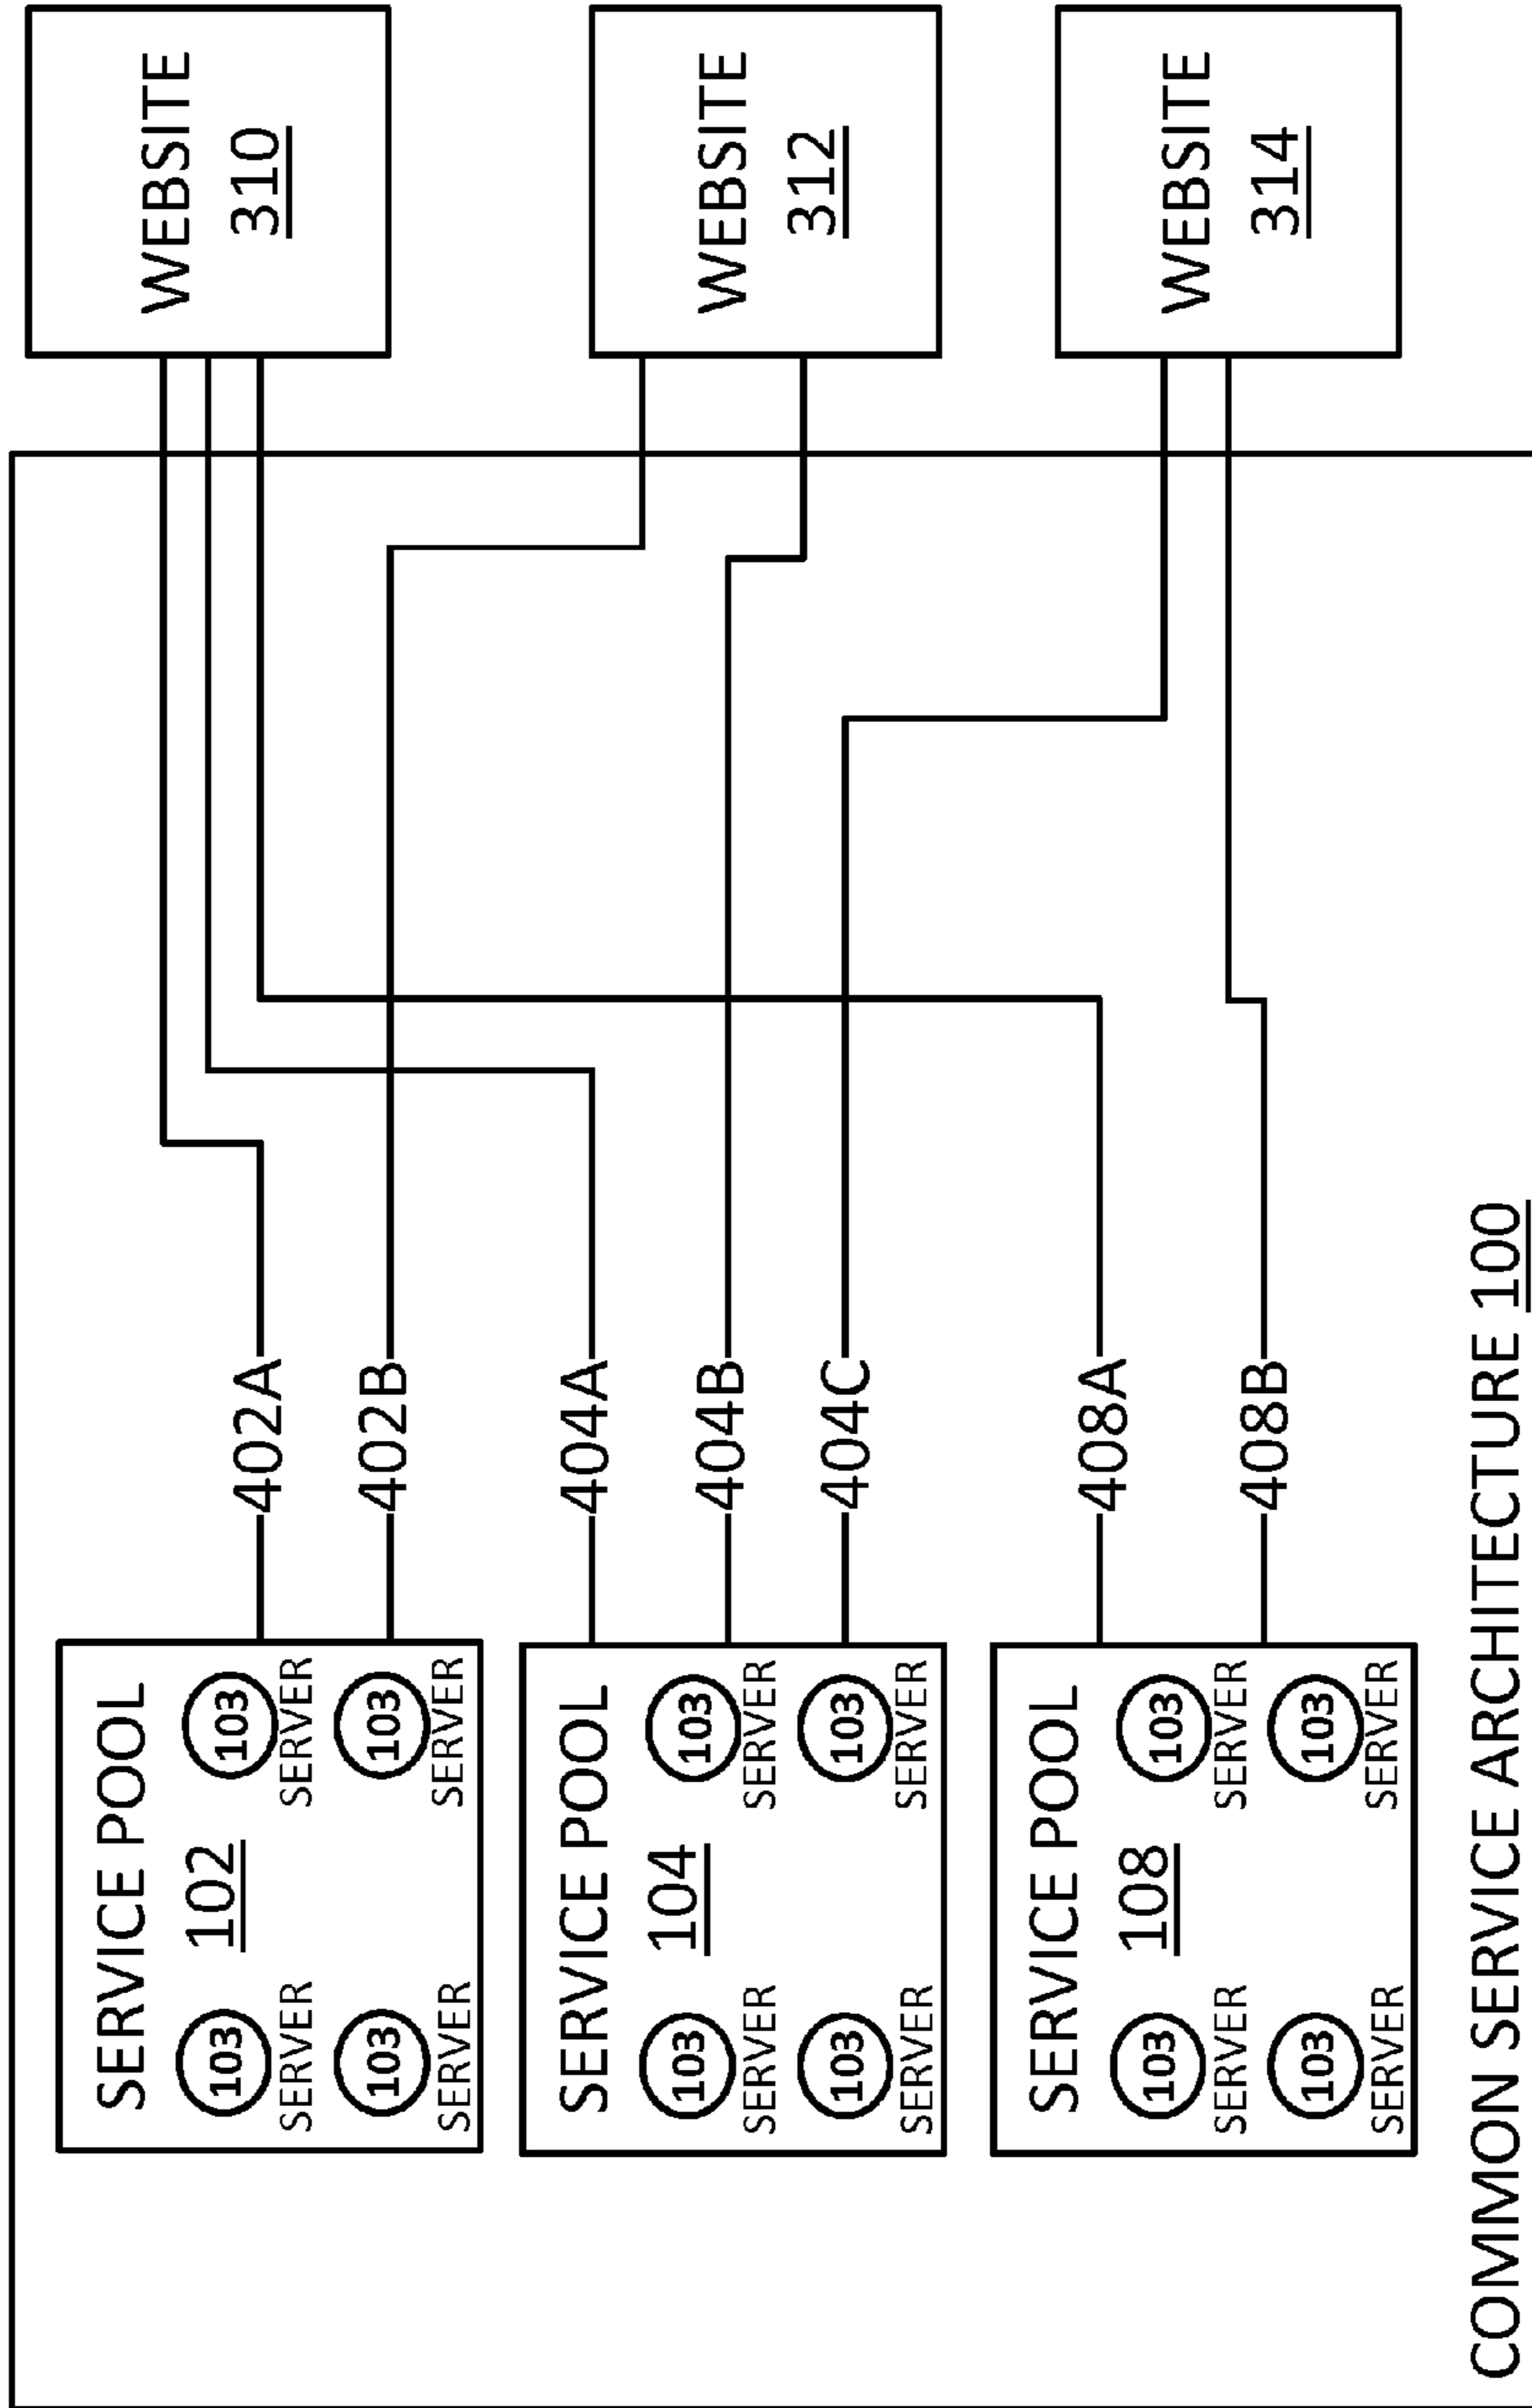 SERVICE POOL
102
103
SERVER
103
SERVER
103
SERVER
103
SERVER
402A
402B
WEBSITE
310
SERVICE POOL
104
103
SERVER
103
SERVER
103
SERVER
103
SERVER
404A
404B
404C
WEBSITE
312
SERVICE POOL
108
103
SERVER
103
SERVER
103
SERVER
103
SERVER
408A
408B
WEBSITE
314
COMMON SERVICE ARCHITECTURE 100